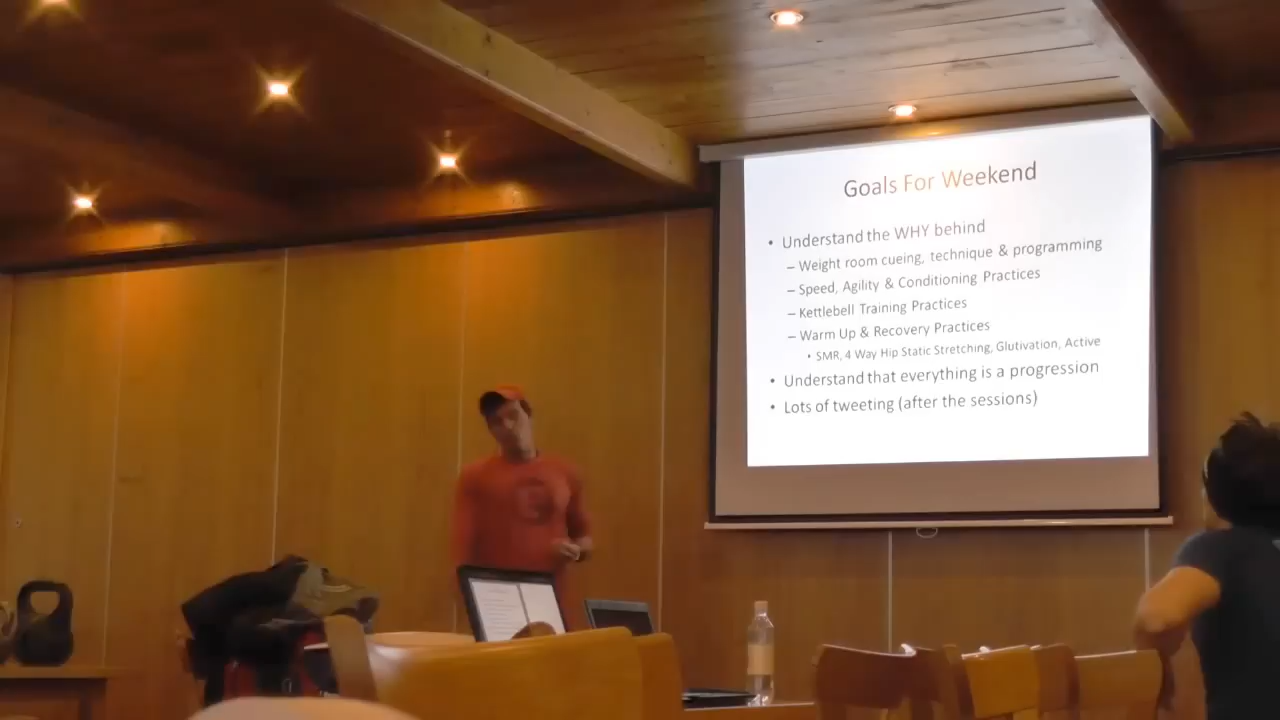 Goals For Weekend
• Understand the WHY behind
– Weight room cueing, technique & programming
– Speed, Agility & Conditioning Practices
– Kettlebell Training Practices
– Warm Up & Recovery Practices
• SMR, 4 Way Hip Static Stretching, Glutivation, Active
• Understand that everything is a progression
• Lots of tweeting (after the sessions)